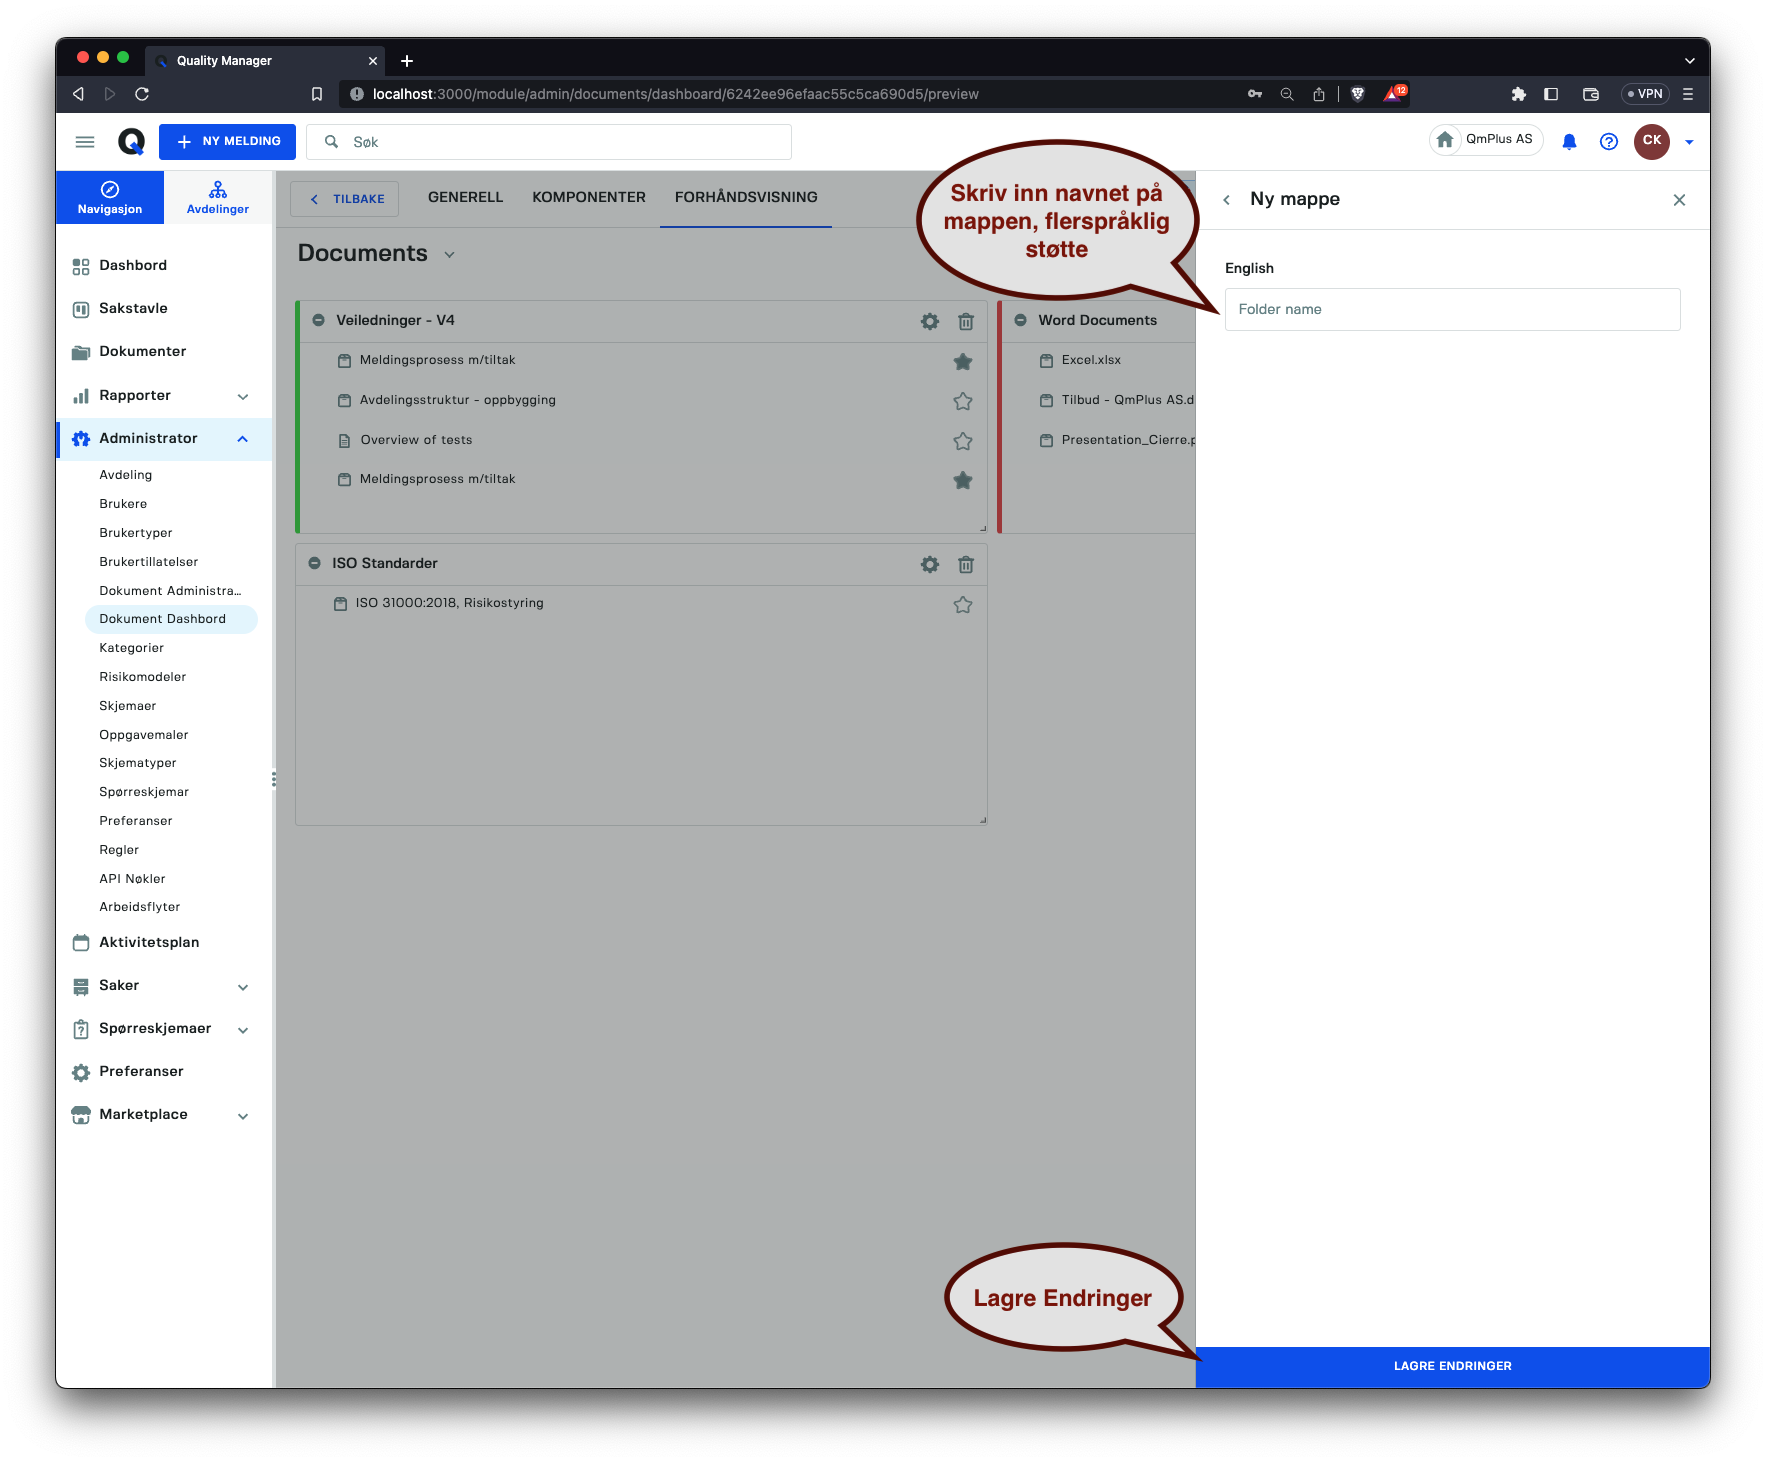 Quality Manager
localhost:3000/module/admin/documents/dashboard/6242ee96efaac55c5ca690d5/preview
12
VPN
NY MELDING
Søk
QmPlus AS
CK
Navigasjon
Avdelinger
Dashbord
Sakstavle
Dokumenter
Rapporter
Administrator
Avdeling
Brukere
Brukertyper
Brukertillatelser
Dokument Administra...
Dokument Dashbord
Kategorier
Risikomodeler
Skjemaer
Oppgavemaler
Skjematyper
Spørreskjemar
Preferanser
Regler
API Nøkler
Arbeidsflyter
Aktivitetsplan
Saker
Spørreskjemaer
Preferanser
Marketplace
TILBAKE
GENERELL
KOMPONENTER
FORHÅNDSVISNING
Documents
Veiledninger - V4
Meldingsprosess m/tiltak
Avdelingsstruktur - oppbygging
Overview of tests
Meldingsprosess m/tiltak
ISO Standarder
ISO 31000:2018, Risikostyring
Word Documents
Excel.xlsx
Tilbud - QmPlus AS.d
Presentation_Cierre.p
Skriv inn navnet på
mappen, flerspråklig
støtte
Ny mappe
English
Folder name
Lagre Endringer
LAGRE ENDRINGER